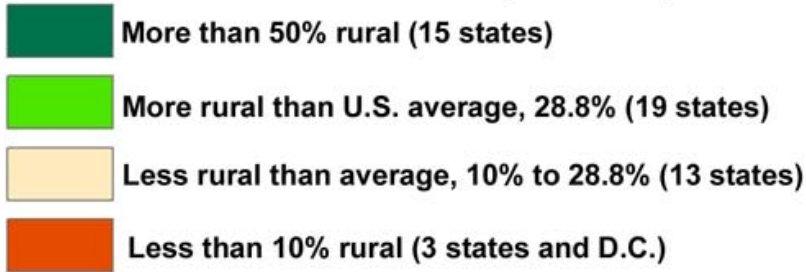 More than 50% rural (15 states)
More rural than U.S. average, 28.8% (19 states)
Less rural than average, 10% to 28.8% (13 states)
Less than 10% rural (3 states and D.C.)